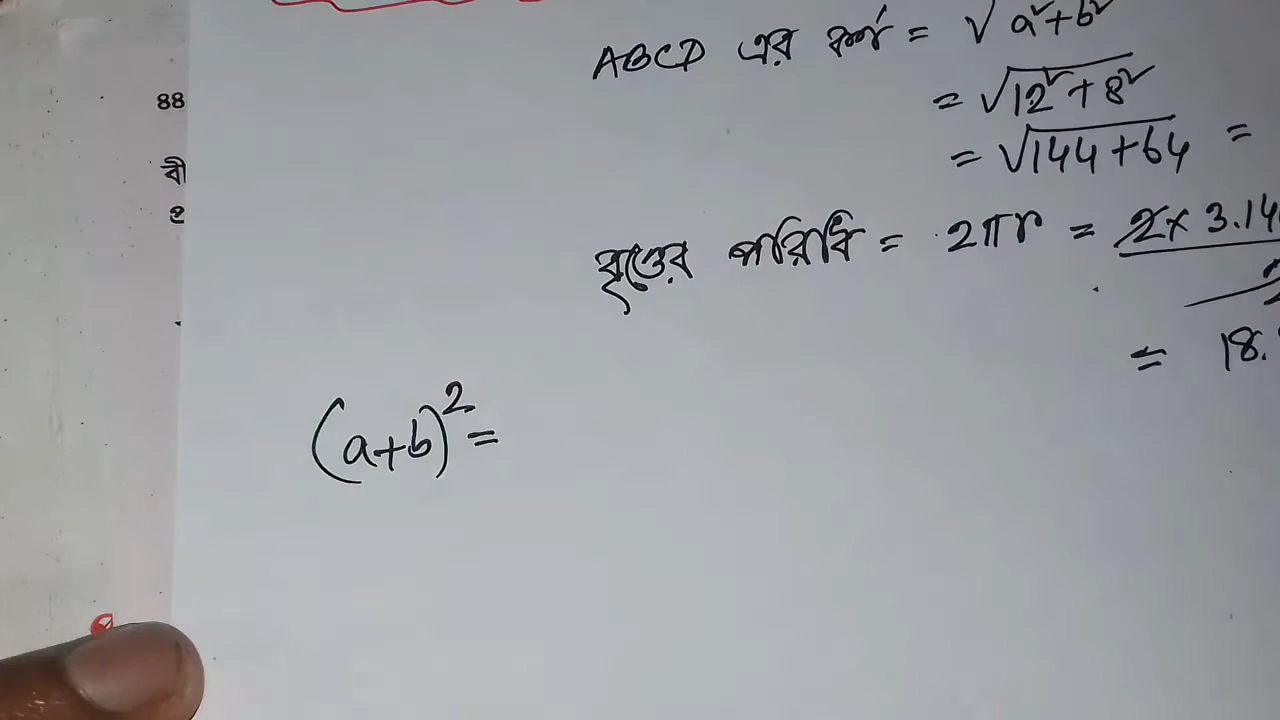 ABCD এর কর্ণ = √a²+b²
= √12²+8²
= √144+64 =
বৃত্তের পরিধি = 2πr = 2× 3.14
= 18.
(a+b)² =
88
বী